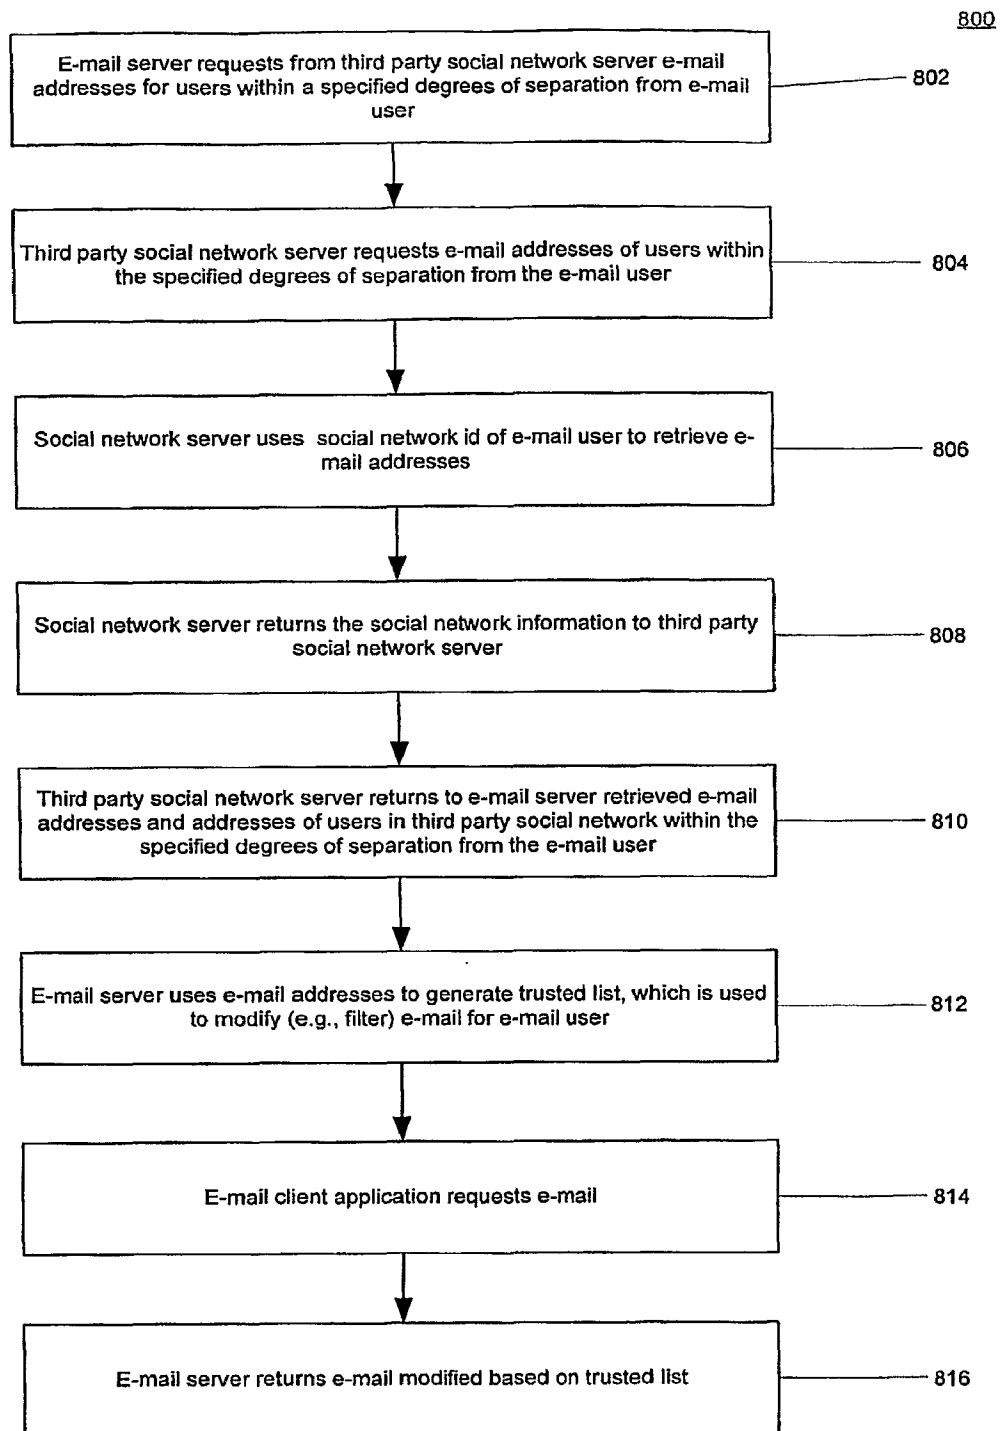 800
E-mail server requests from third party social network server e-mail
addresses for users within a specified degrees of separation from e-mail
user
802
Third party social network server requests e-mail addresses of users within
the specified degrees of separation from the e-mail user
804
Social network server uses social network id of e-mail user to retrieve e-
mail addresses
806
Social network server returns the social network information to third party
social network server
808
Third party social network server returns to e-mail server retrieved e-mail
addresses and addresses of users in third party social network within the
specified degrees of separation from the e-mail user
810
E-mail server uses e-mail addresses to generate trusted list, which is used
to modify (e.g., filter) e-mail for e-mail user
812
E-mail client application requests e-mail
814
E-mail server returns e-mail modified based on trusted list
816